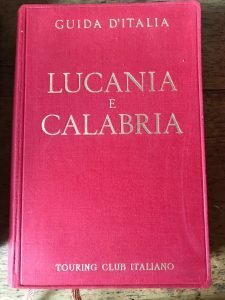 GUIDA D'ITALIA
LUCANIA
E
CALABRIA
TOURING CLUB ITALIANO